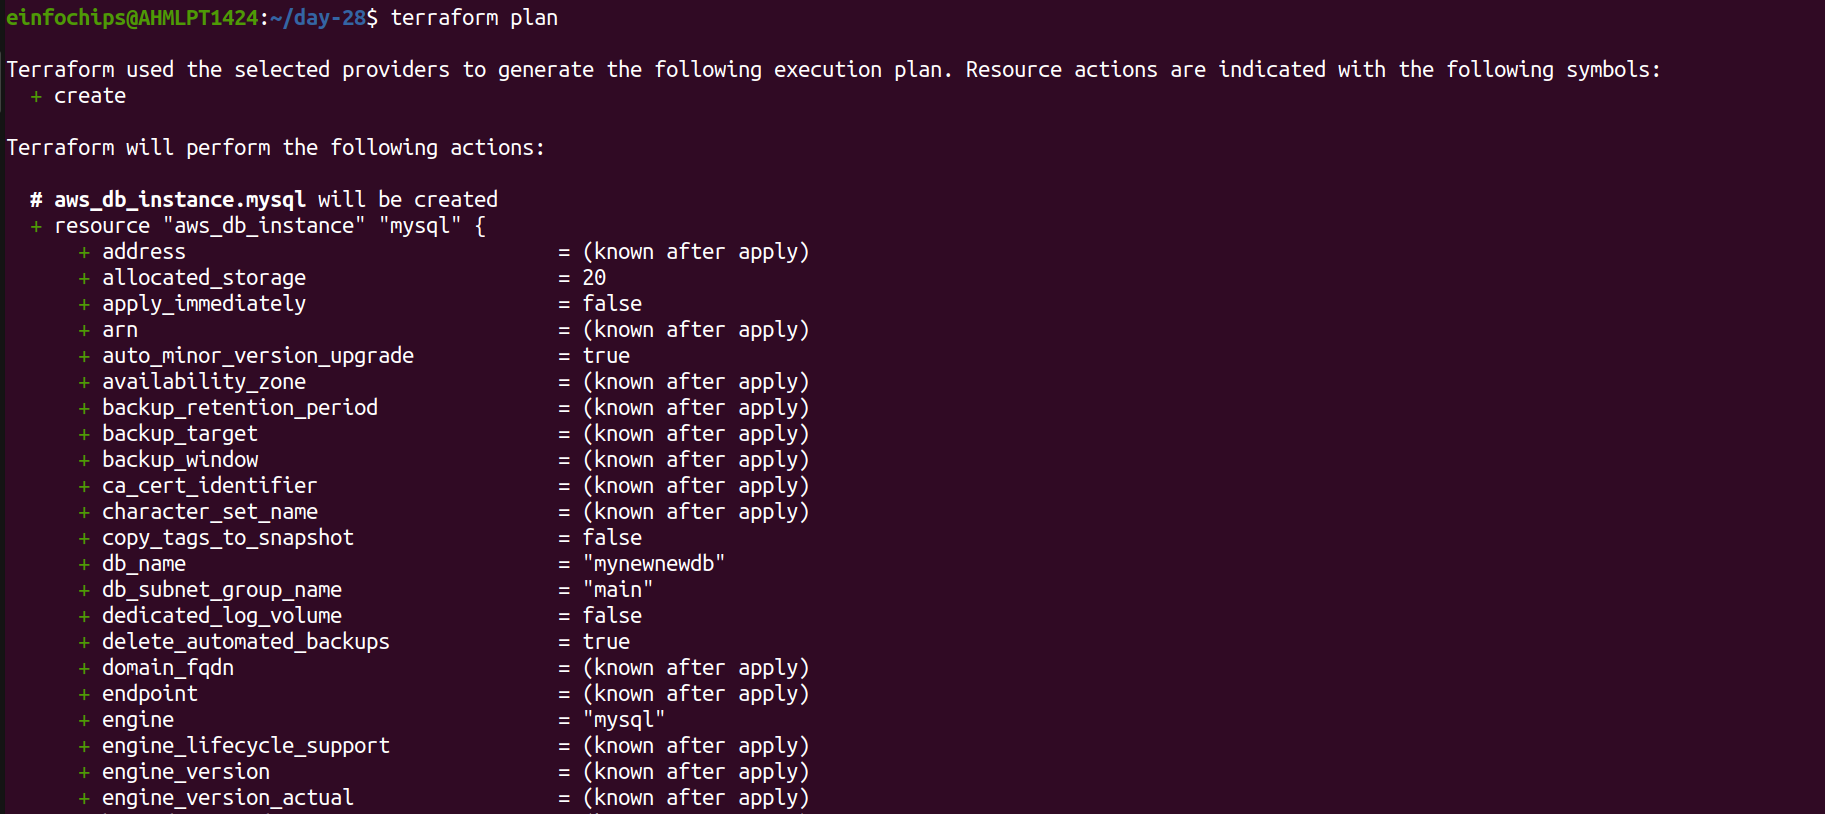 einfochips@AHMLPT1424:~/day-28$ terraform plan
Terraform used the selected providers to generate the following execution plan. Resource actions are indicated with the following symbols:
+ create
Terraform will perform the following actions:
# aws_db_instance.mysql will be created
+ resource "aws_db_instance" "mysql" {
+ address = (known after apply)
+ allocated_storage = 20
+ apply_immediately = false
+ arn = (known after apply)
+ auto_minor_version_upgrade = true
+ availability_zone = (known after apply)
+ backup_retention_period = (known after apply)
+ backup_target = (known after apply)
+ backup_window = (known after apply)
+ ca_cert_identifier = (known after apply)
+ character_set_name = (known after apply)
+ copy_tags_to_snapshot = false
+ db_name = "mynewnewdb"
+ db_subnet_group_name = "main"
+ dedicated_log_volume = false
+ delete_automated_backups = true
+ domain_fqdn = (known after apply)
+ endpoint = (known after apply)
+ engine = "mysql"
+ engine_lifecycle_support = (known after apply)
+ engine_version = (known after apply)
+ engine_version_actual = (known after apply)